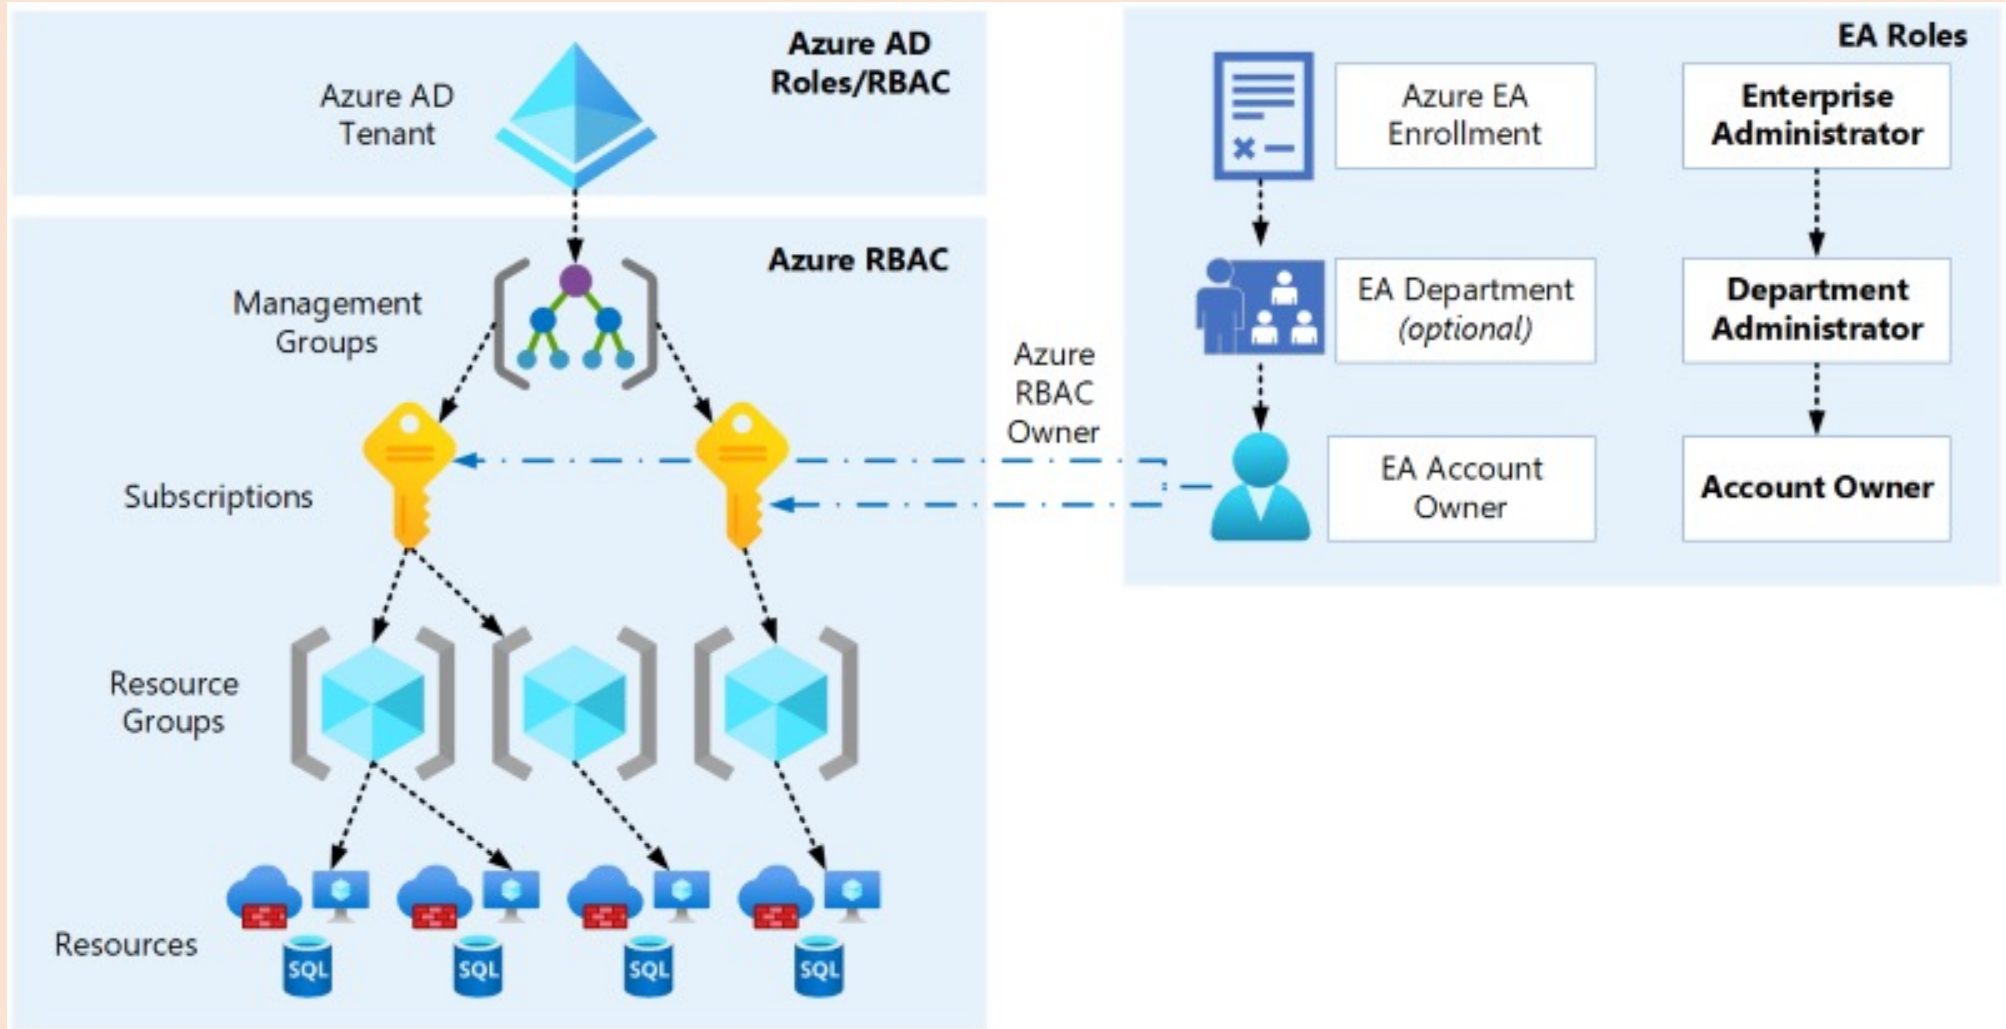 Azure AD
Roles/RBAC
Azure AD
Tenant
Azure RBAC
Management
Groups
Subscriptions
Resource
Groups
Resources
SQL
SQL
SQL
SQL
Azure
RBAC
Owner
EA Roles
Azure EA
Enrollment
Enterprise
Administrator
EA Department
(optional)
Department
Administrator
EA Account
Owner
Account Owner